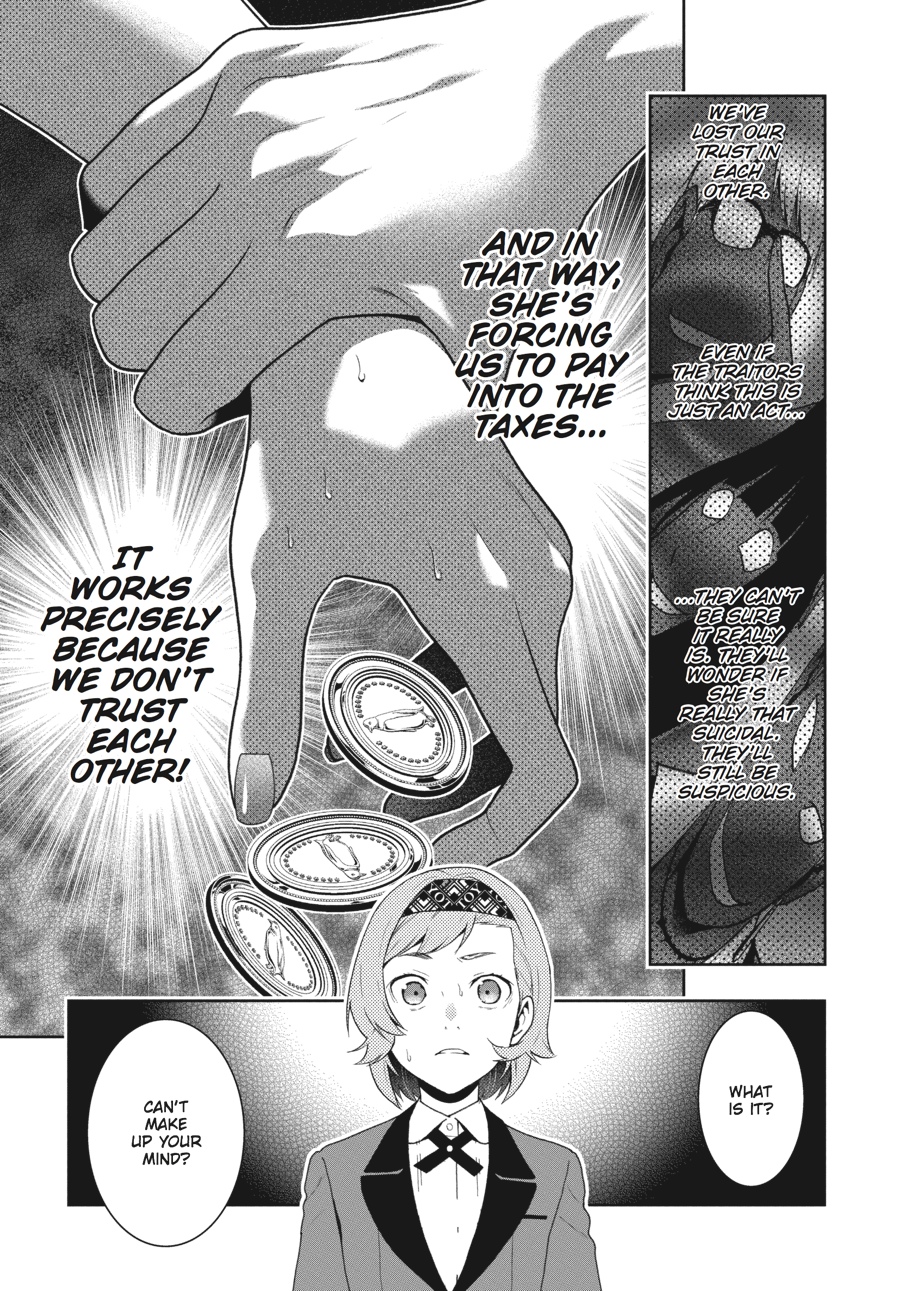 WE'VE
LOST OUR
TRUST IN
EACH
OTHER.
EVEN IF
THE TRAITORS
THINK THIS IS
JUST AN ACT...
...THEY CAN'T
BE SURE
IT REALLY
IS. THEY'LL
WONDER IF
SHE'S
REALLY THAT
SUICIDAL.
THEY'LL
STILL BE
SUSPICIOUS.
AND IN
THAT WAY,
SHE'S
FORCING
US TO PAY
INTO THE
TAXES...
IT
WORKS
PRECISELY
BECAUSE
WE DON'T
TRUST
EACH
OTHER!
WHAT
IS IT?
CAN'T
MAKE
UP YOUR
MIND?